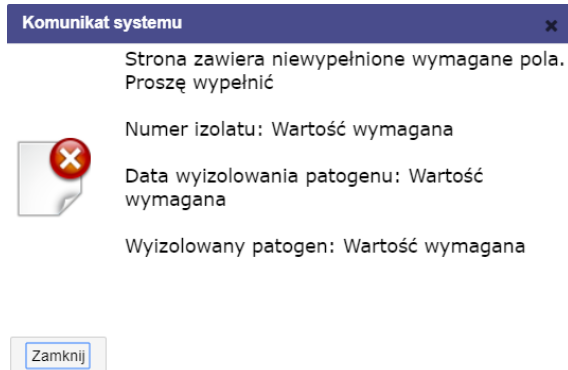 Komunikat systemu
Strona zawiera niewypełnione wymagane pola.
Proszę wypełnić
Numer izolatu: Wartość wymagana
Data wyizolowania patogenu: Wartość
wymagana
Wyizolowany patogen: Wartość wymagana
Zamknij